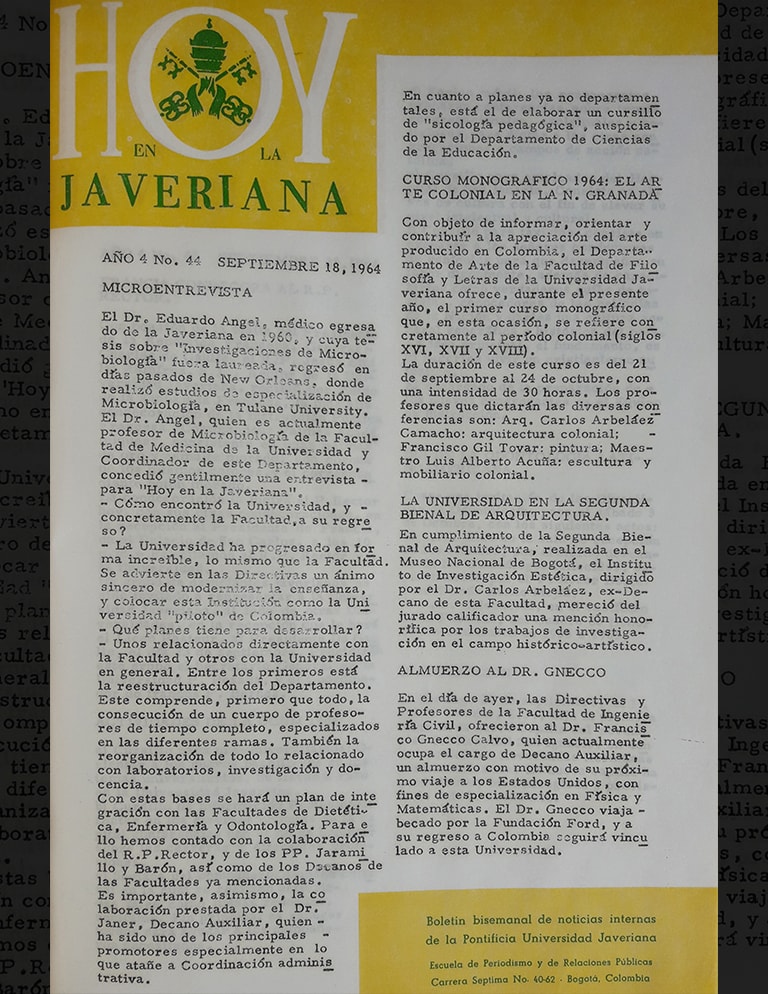 HOY
EN LA
JAVERIANA
AÑO 4 No. 44 SEPTIEMBRE 18, 1964
MICROENTREVISTA
El Dr. Eduardo Angel, médico egresa
do de la Javeriana en 1960, y cuya te-
sis sobre "Investigaciones de Micro-
biología" fuera laureada, regresó en
días pasados de New Orleans, donde
realizó estudios de especialización de
Microbiología, en Tulane University.
El Dr. Angel, quien es actualmente
profesor de Microbiología de la Facul-
tad de Medicina de la Universidad y
Coordinador de este Departamento,
concedió gentilmente una entrevista -
para "Hoy en la Javeriana".
- Cómo encontró la Universidad, y -
concretamente la Facultad, a su regre
so?
- La Universidad ha progresado en for
ma increíble, lo mismo que la Facultad.
Se advierte en las Directivas un ánimo
sincero de modernizar la enseñanza,
y colocar esta Institución como la Uni
versidad "piloto" de Colombia.
- Qué planes tiene para desarrollar?
- Unos relacionados directamente con
la Facultad y otros con la Universidad
en general. Entre los primeros está
la reestructuración del Departamento.
Este comprende, primero que todo, la
consecución de un cuerpo de profeso-
res de tiempo completo, especializados
en las diferentes ramas. También la
reorganización de todo lo relacionado
con laboratorios, investigación y do-
cencia.
Con estas bases se hará un plan de inte
gración con las Facultades de Dietéti-
ca, Enfermería y Odontología. Para e
llo hemos contado con la colaboración
del R.P.Rector, y de los PP. Jarami
llo y Barón, así como de los Decanos de
las Facultades ya mencionadas.
Es importante, asimismo, la co
laboración prestada por el Dr.
Janer, Decano Auxiliar, quien -
ha sido uno de los principales -
promotores especialmente en lo
que atañe a Coordinación adminis
trativa.
En cuanto a planes ya no departamen
tales, está el de elaborar un cursillo
de "sicología pedagógica", auspicia-
do por el Departamento de Ciencias
de la Educación.
CURSO MONOGRAFICO 1964: EL AR
TE COLONIAL EN LA N. GRANADA
Con objeto de informar, orientar y
contribuír a la apreciación del arte
producido en Colombia, el Departa-
mento de Arte de la Facultad de Filo
sofía y Letras de la Universidad Ja-
veriana ofrece, durante el presente
año, el primer curso monográfico
que, en esta ocasión, se refiere con
cretamente al período colonial (siglos
XVI, XVII y XVIII).
La duración de este curso es del 21
de septiembre al 24 de octubre, con
una intensidad de 30 horas. Los pro-
fesores que dictarán las diversas con
ferencias son: Arq. Carlos Arbeláez
Camacho: arquitectura colonial; -
Francisco Gil Tovar: pintura; Maes-
tro Luis Alberto Acuña: escultura y
mobiliario colonial.
LA UNIVERSIDAD EN LA SEGUNDA
BIENAL DE ARQUITECTURA.
En cumplimiento de la Segunda Bie-
nal de Arquitectura, realizada en el
Museo Nacional de Bogotá, el Institu
to de Investigación Estética, dirigido
por el Dr. Carlos Arbeláez, ex-De-
cano de esta Facultad, mereció del
jurado calificador una mención hono-
rífica por los trabajos de investiga-
ción en el campo histórico-artístico.
ALMUERZO AL DR. GNECCO
En el día de ayer, las Directivas y
Profesores de la Facultad de Ingenie
ría Civil, ofrecieron al Dr. Francis
co Gnecco Calvo, quien actualmente
ocupa el cargo de Decano Auxiliar,
un almuerzo con motivo de su próxi-
mo viaje a los Estados Unidos, con
fines de especialización en Física y
Matemáticas. El Dr. Gnecco viaja -
becado por la Fundación Ford, y a
su regreso a Colombia seguirá vincu
lado a esta Universidad.
Boletin bisemanal de noticias internas
de la Pontificia Universidad Javeriana
Escuela de Periodismo y de Relaciones Públicas
Carrera Septima No. 40-62 - Bogotá, Colombia